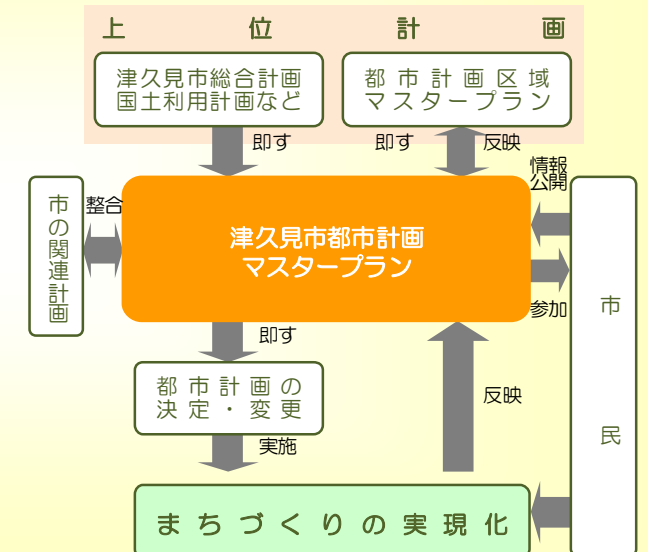 上位計画
津久見市総合計画
国土利用計画など
都市計画区域
マスタープラン
即す
即す
反映
情報
公開
市の関連計画
整合
津久見市都市計画
マスタープラン
参加
市民
即す
都市計画の
決定・変更
反映
実施
まちづくりの実現化